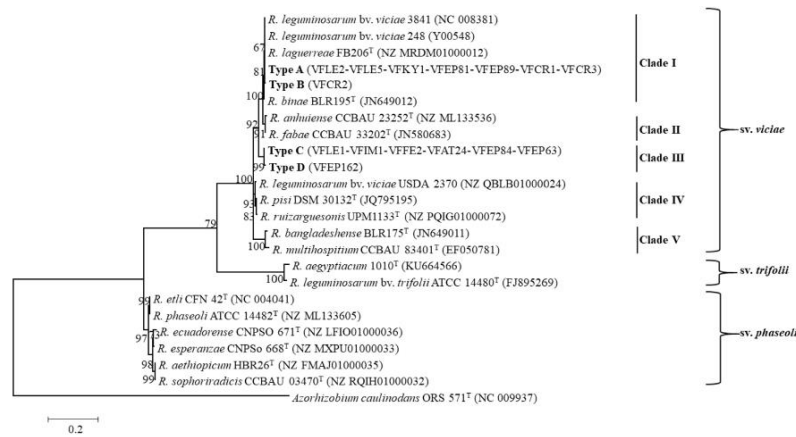 R. leguminosarum bv. viciae 3841 (NC 008381)
R. leguminosarum bv. viciae 248 (Y00548)
67
R. laguerreae FB206T (NZ MRDM01000012)
81
Type A (VFLE2-VFLE5-VFKY1-VFEP81-VFEP89-VFCR1-VFCR3)
Clade I
Type B (VFCR2)
100
R. binae BLR195T (JN649012)
R. anhuiense CCBAU 23252T (NZ ML133536)
92
Clade II
sv. viciae
91
R. fabae CCBAU 33202T (JN580683)
Type C (VFLE1-VFIM1-VFFE2-VFAT24-VFEP84-VFEP63)
Clade III
99
Type D (VFEP162)
100
R. leguminosarum bv. viciae USDA 2370 (NZ QBLB01000024)
93
R. pisi DSM 30132T (JQ795195)
Clade IV
83
R. ruizarguesonis UPM1133T (NZ PQIG01000072)
79
R. bangladeshense BLR175T (JN649011)
Clade V
100
R. multihospitium CCBAU 83401T (EF050781)
R. aegyptiacum 1010T (KU664566)
sv. trifolii
100
R. leguminosarum bv. trifolii ATCC 14480T (FJ895269)
99
R. etli CFN 42T (NC 004041)
R. phaseoli ATCC 14482T (NZ ML133605)
97
R. ecuadorense CNPSO 671T (NZ LFIO01000036)
sv. phaseoli
R. esperanzae CNPSo 668T (NZ MXPU01000033)
98
R. aethiopicum HBR26T (NZ FMAJ01000035)
99
R. sophoriradicis CCBAU 03470T (NZ RQIH01000032)
Azorhizobium caulinodans ORS 571T (NC 009937)
0.2